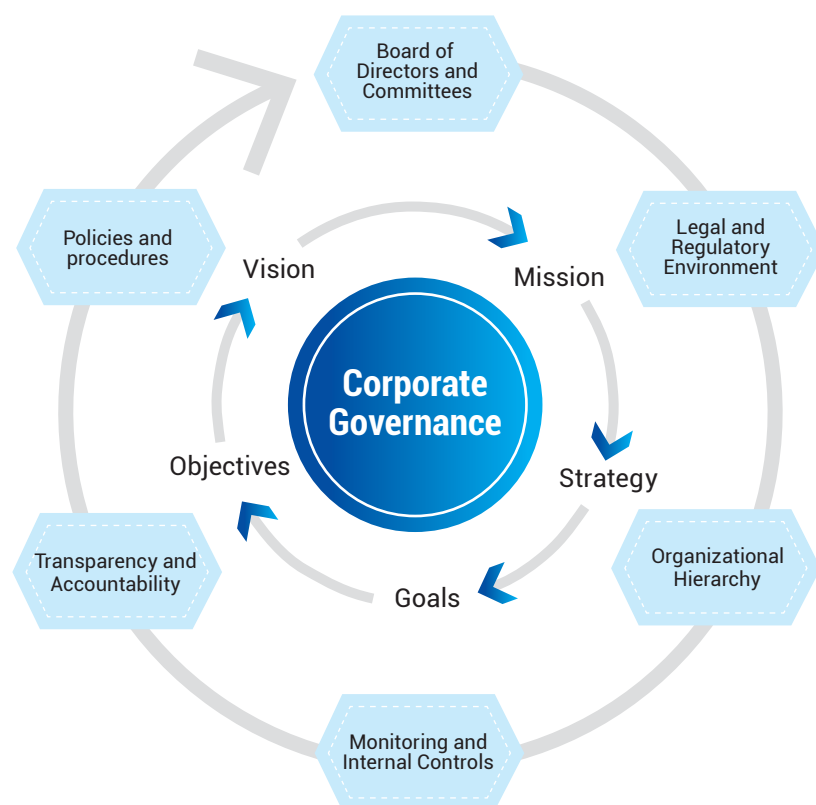 Board of
Directors and
Committees
Legal and
Regulatory
Environment
Organizational
Hierarchy
Monitoring and
Internal Controls
Transparency and
Accountability
Policies and
procedures
Vision
Mission
Strategy
Goals
Objectives
Corporate
Governance